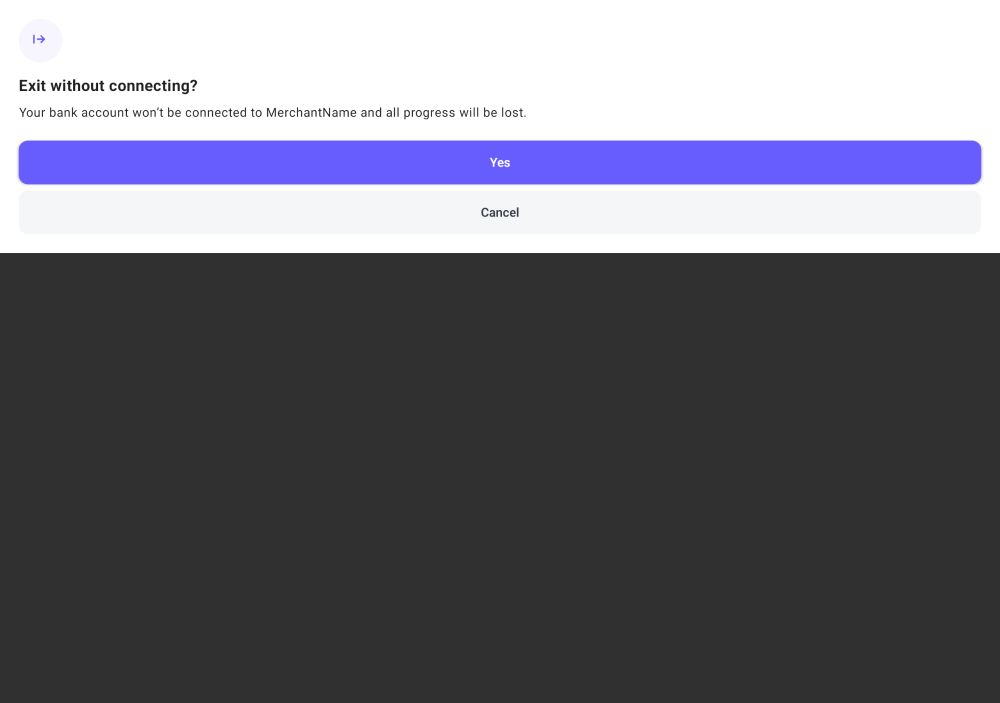 Exit without connecting?
Your bank account won’t be connected to MerchantName and all progress will be lost.
Yes
Cancel